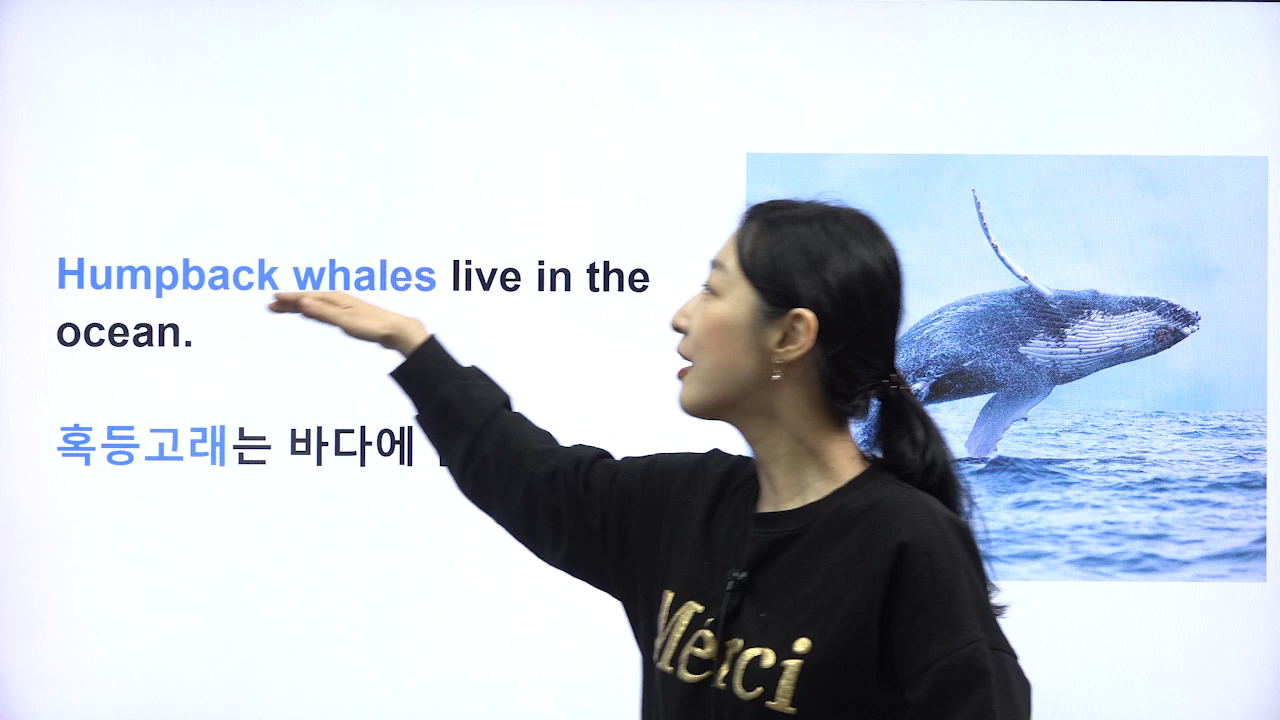 Humpback whales live in the
ocean.
혹등고래는 바다에
Mérci